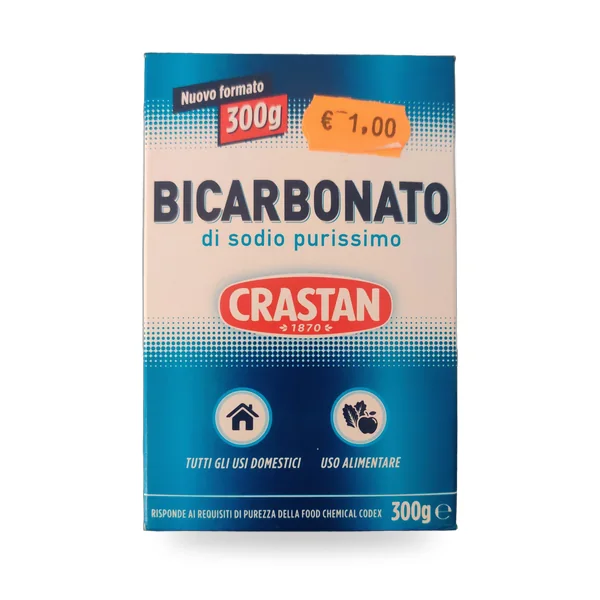 Nuovo formato
300g
€ 1,00
BICARBONATO
di sodio purissimo
CRASTAN
1870
TUTTI GLI USI DOMESTICI
USO ALIMENTARE
RISPONDE AI REQUISITI DI PUREZZA DELLA FOOD CHEMICAL CODEX 300g ℮